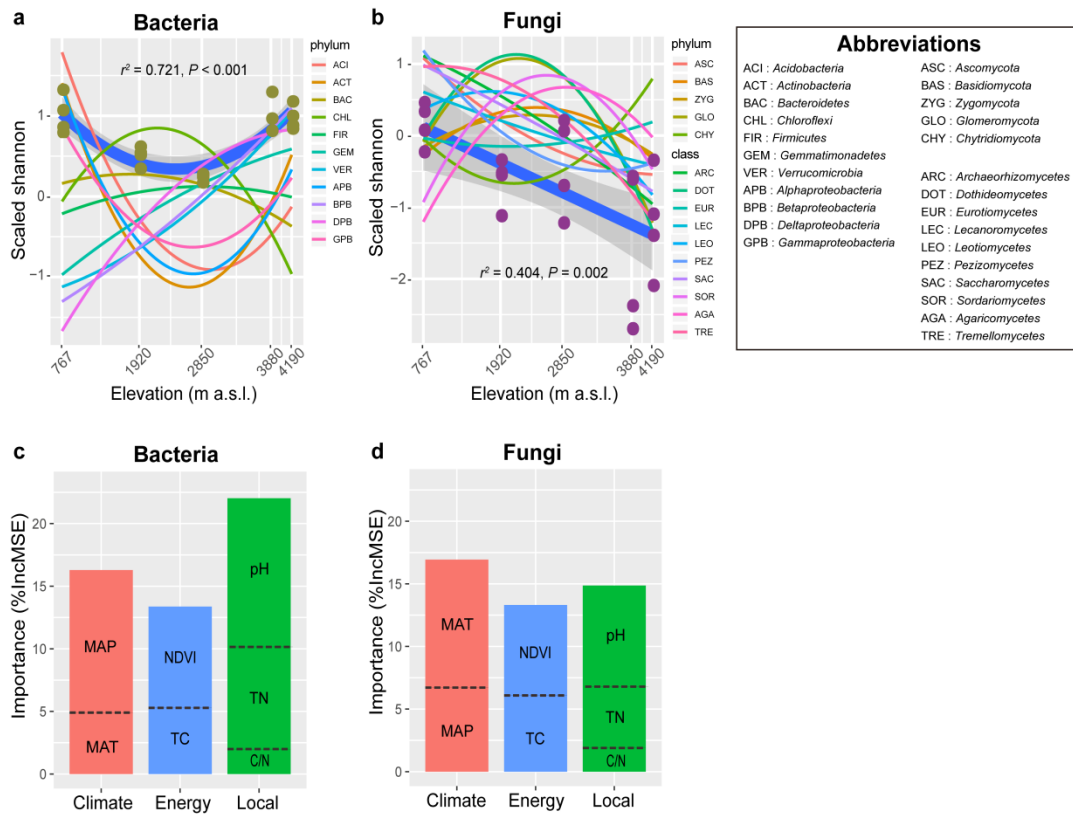 a
Bacteria
phylum
ACI
ACT
BAC
CHL
FIR
GEM
VER
APB
BPB
DPB
GPB
r² = 0.721, P < 0.001
Scaled shannon
1
0
−1
767
1920
2850
3880
4190
Elevation (m a.s.l.)
b
Fungi
phylum
ASC
BAS
ZYG
GLO
CHY
class
ARC
DOT
EUR
LEC
LEO
PEZ
SAC
SOR
AGA
TRE
r² = 0.404, P = 0.002
Scaled shannon
1
0
−1
−2
767
1920
2850
3880
4190
Elevation (m a.s.l.)
Abbreviations
ACI : Acidobacteria
ACT : Actinobacteria
BAC : Bacteroidetes
CHL : Chloroflexi
FIR : Firmicutes
GEM : Gemmatimonadetes
VER : Verrucomicrobia
APB : Alphaproteobacteria
BPB : Betaproteobacteria
DPB : Deltaproteobacteria
GPB : Gammaproteobacteria
ASC : Ascomycota
BAS : Basidiomycota
ZYG : Zygomycota
GLO : Glomeromycota
CHY : Chytridiomycota
ARC : Archaeorhizomycetes
DOT : Dothideomycetes
EUR : Eurotiomycetes
LEC : Lecanoromycetes
LEO : Leotiomycetes
PEZ : Pezizomycetes
SAC : Saccharomycetes
SOR : Sordariomycetes
AGA : Agaricomycetes
TRE : Tremellomycetes
c
Bacteria
Importance (%IncMSE)
20
15
10
5
0
MAP
MAT
NDVI
TC
pH
TN
C/N
Climate
Energy
Local
d
Fungi
Importance (%IncMSE)
20
15
10
5
0
MAT
MAP
NDVI
TC
pH
TN
C/N
Climate
Energy
Local